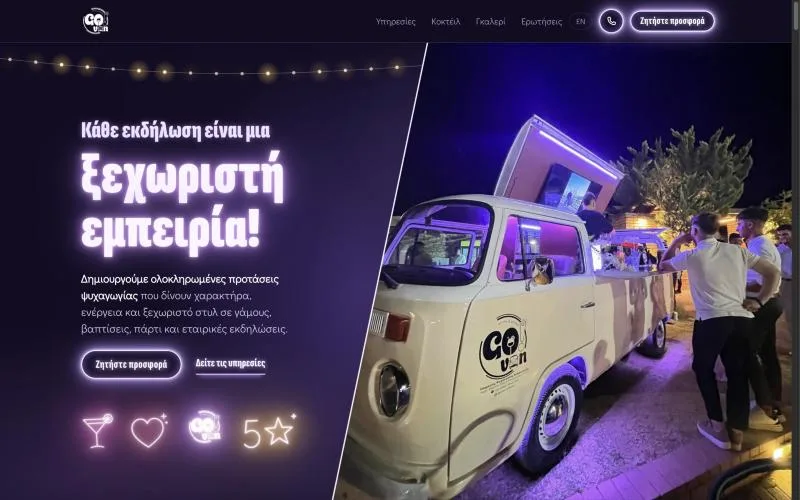 GO
van
Υπηρεσίες
Κοκτέιλ
Γκαλερί
Ερωτήσεις
EN
Ζητήστε προσφορά
Κάθε εκδήλωση είναι μια
ξεχωριστή
εμπειρία!
Δημιουργούμε ολοκληρωμένες προτάσεις
ψυχαγωγίας που δίνουν χαρακτήρα,
ενέργεια και ξεχωριστό στυλ σε γάμους,
βαπτίσεις, πάρτι και εταιρικές εκδηλώσεις.
Ζητήστε προσφορά
Δείτε τις υπηρεσίες
GO
van
5
GO
van